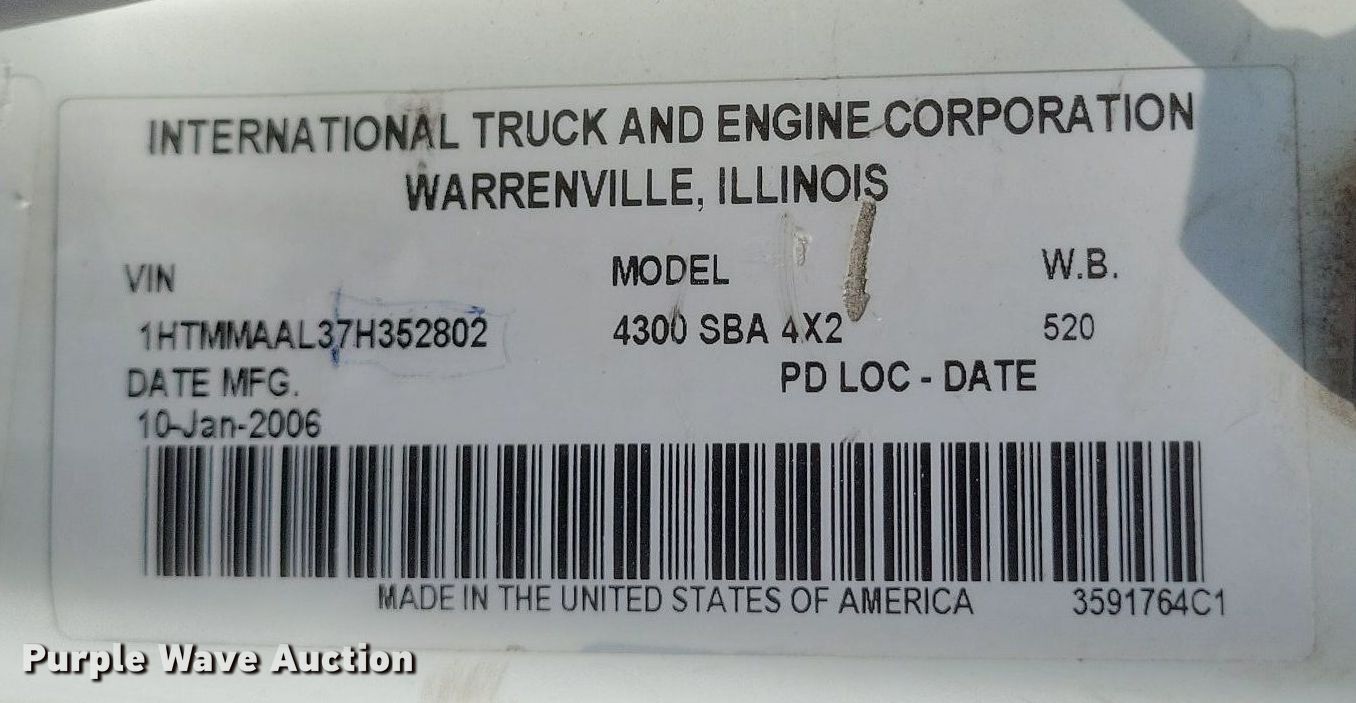 INTERNATIONAL TRUCK AND ENGINE CORPORATION
WARRENVILLE, ILLINOIS
VIN MODEL W.B.
1HTMMAAL37H352802 4300 SBA 4X2 520
DATE MFG. PD LOC - DATE
10-Jan-2006
MADE IN THE UNITED STATES OF AMERICA 3591764C1
Purple Wave Auction